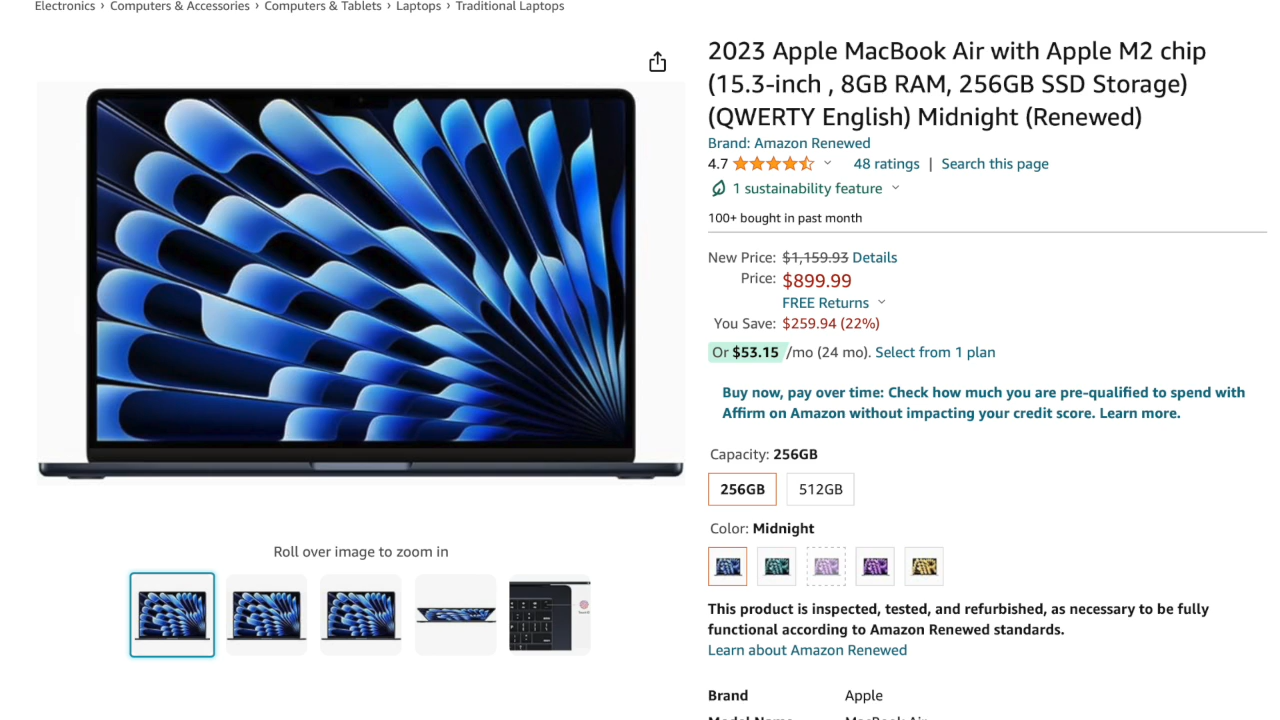 Electronics › Computers & Accessories › Computers & Tablets › Laptops › Traditional Laptops
2023 Apple MacBook Air with Apple M2 chip
(15.3-inch , 8GB RAM, 256GB SSD Storage)
(QWERTY English) Midnight (Renewed)
Brand: Amazon Renewed
4.7 48 ratings | Search this page
1 sustainability feature
100+ bought in past month
New Price: $1,159.93 Details
Price: $899.99
FREE Returns
You Save: $259.94 (22%)
Or $53.15 /mo (24 mo). Select from 1 plan
Buy now, pay over time: Check how much you are pre-qualified to spend with
Affirm on Amazon without impacting your credit score. Learn more.
Capacity: 256GB
256GB 512GB
Color: Midnight
Roll over image to zoom in
This product is inspected, tested, and refurbished, as necessary to be fully
functional according to Amazon Renewed standards.
Learn about Amazon Renewed
Brand Apple
Model Name MacBook Air